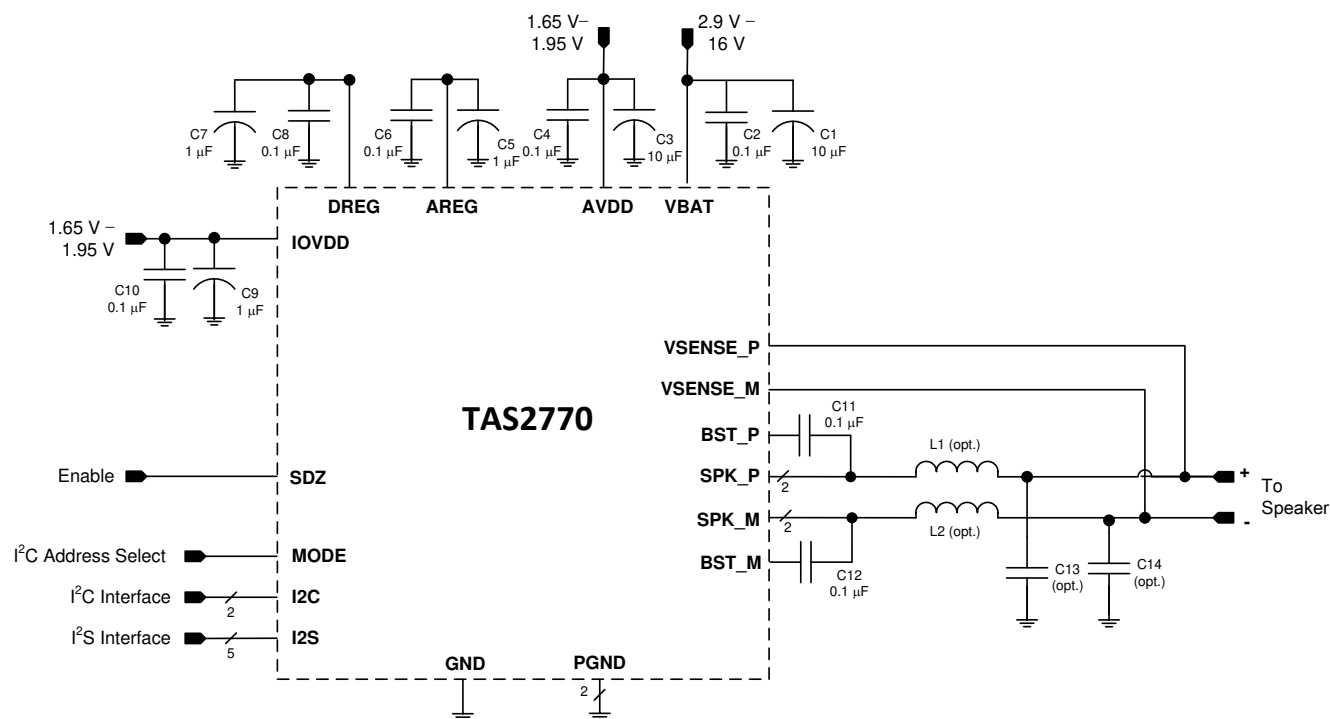 1.65 V–
1.95 V
2.9 V –
16 V
C7
1 μF
C8
0.1 μF
C6
0.1 μF
C5
1 μF
C4
0.1 μF
C3
10 μF
C2
0.1 μF
C1
10 μF
DREG
AREG
AVDD
VBAT
1.65 V –
1.95 V
IOVDD
C10
0.1 μF
C9
1 μF
VSENSE_P
VSENSE_M
TAS2770
C11
0.1 μF
BST_P
L1 (opt.)
Enable
SDZ
SPK_P
2
+
To
Speaker
SPK_M
2
-
L2 (opt.)
I²C Address Select
MODE
BST_M
C12
0.1 μF
C13
(opt.)
C14
(opt.)
I²C Interface
2
I2C
I²S Interface
5
I2S
GND
PGND
2